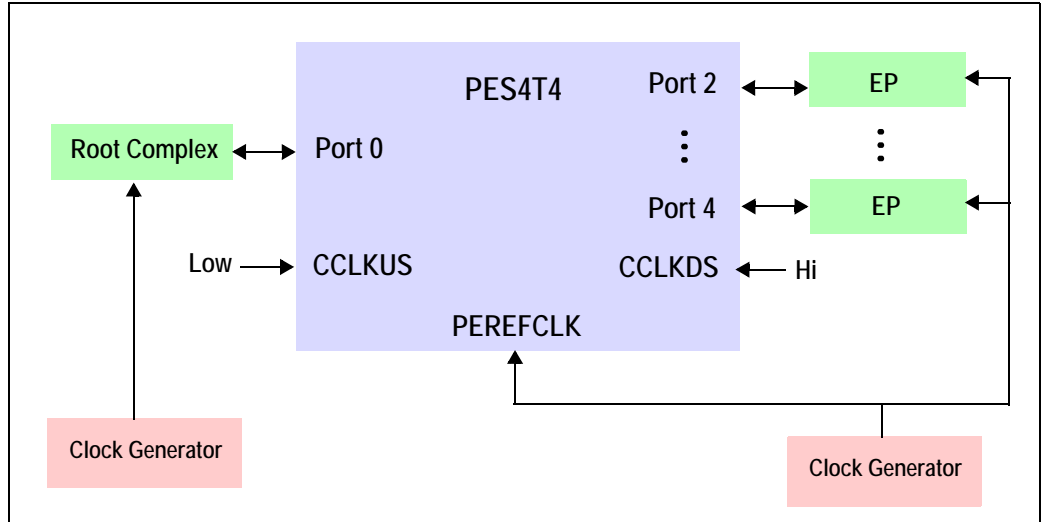 PES4T4
Port 2
EP
Root Complex
Port 0
Port 4
EP
Low
CCLKUS
CCLKDS
Hi
PEREFCLK
Clock Generator
Clock Generator